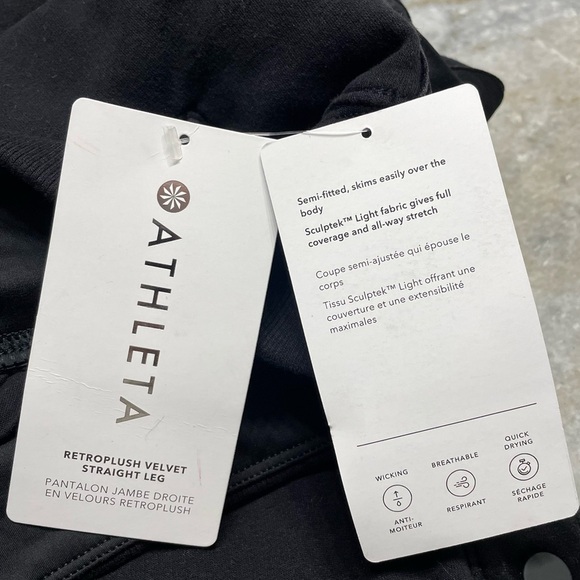 ATHLETA
RETROPLUSH VELVET
STRAIGHT LEG
PANTALON JAMBE DROITE
EN VELOURS RETROPLUSH
Semi-fitted, skims easily over the
body
Sculptek™ Light fabric gives full
coverage and all-way stretch
Coupe semi-ajustée qui épouse le
corps
Tissu Sculptek™ Light offrant une
couverture et une extensibilité
maximales
WICKING
ANTI-
MOITEUR
BREATHABLE
RESPIRANT
QUICK
DRYING
SÉCHAGE
RAPIDE